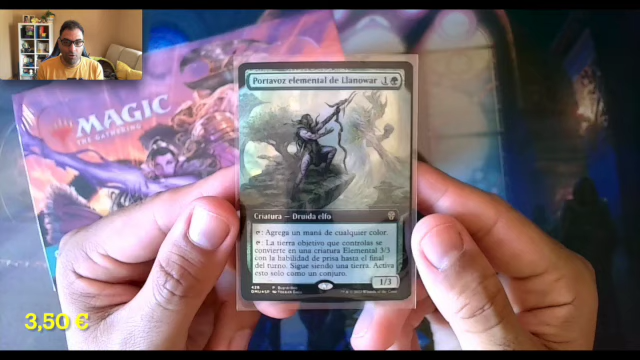 MAGIC
THE GATHERING
Portavoz elemental de Llanowar 1
Criatura — Druida elfo
: Agrega un maná de cualquier color.
: La tierra objetivo que controlas se
convierte en una criatura Elemental 3/3
con la habilidad de prisa hasta el final
del turno. Sigue siendo una tierra. Activa
esto solo como un conjuro.
1/3
3,50 €